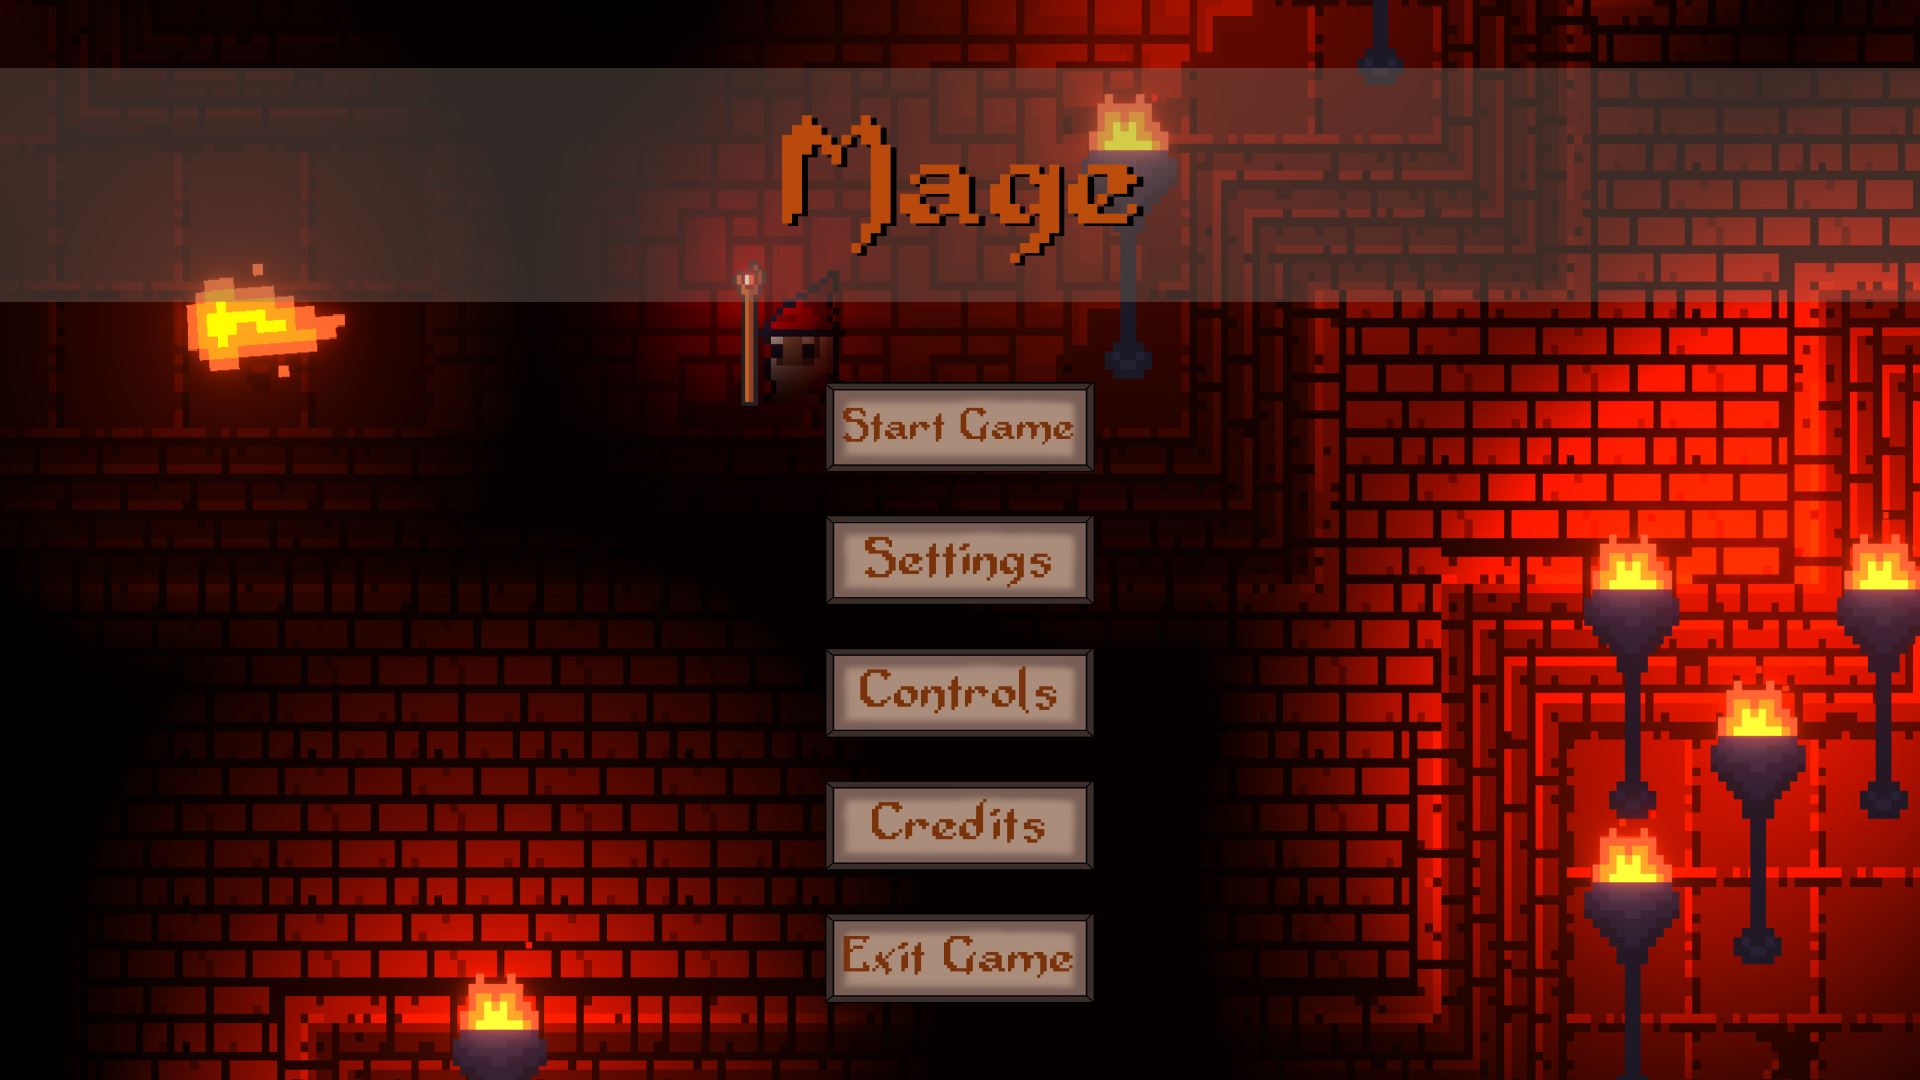 Mage
Start Game
Settings
Controls
Credits
Exit Game